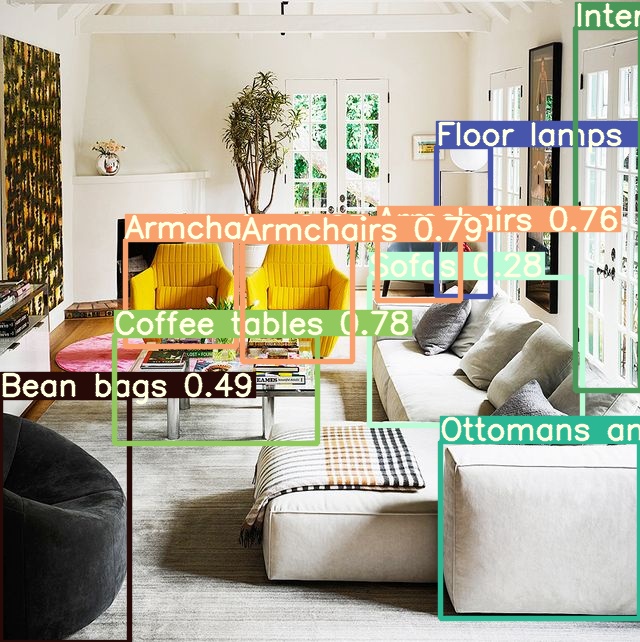 Inter
Floor lamps
Armchairs 0.76
Armcha
Armchairs 0.79
Sofas 0.28
Coffee tables 0.78
Bean bags 0.49
EAMES
Ottomans an